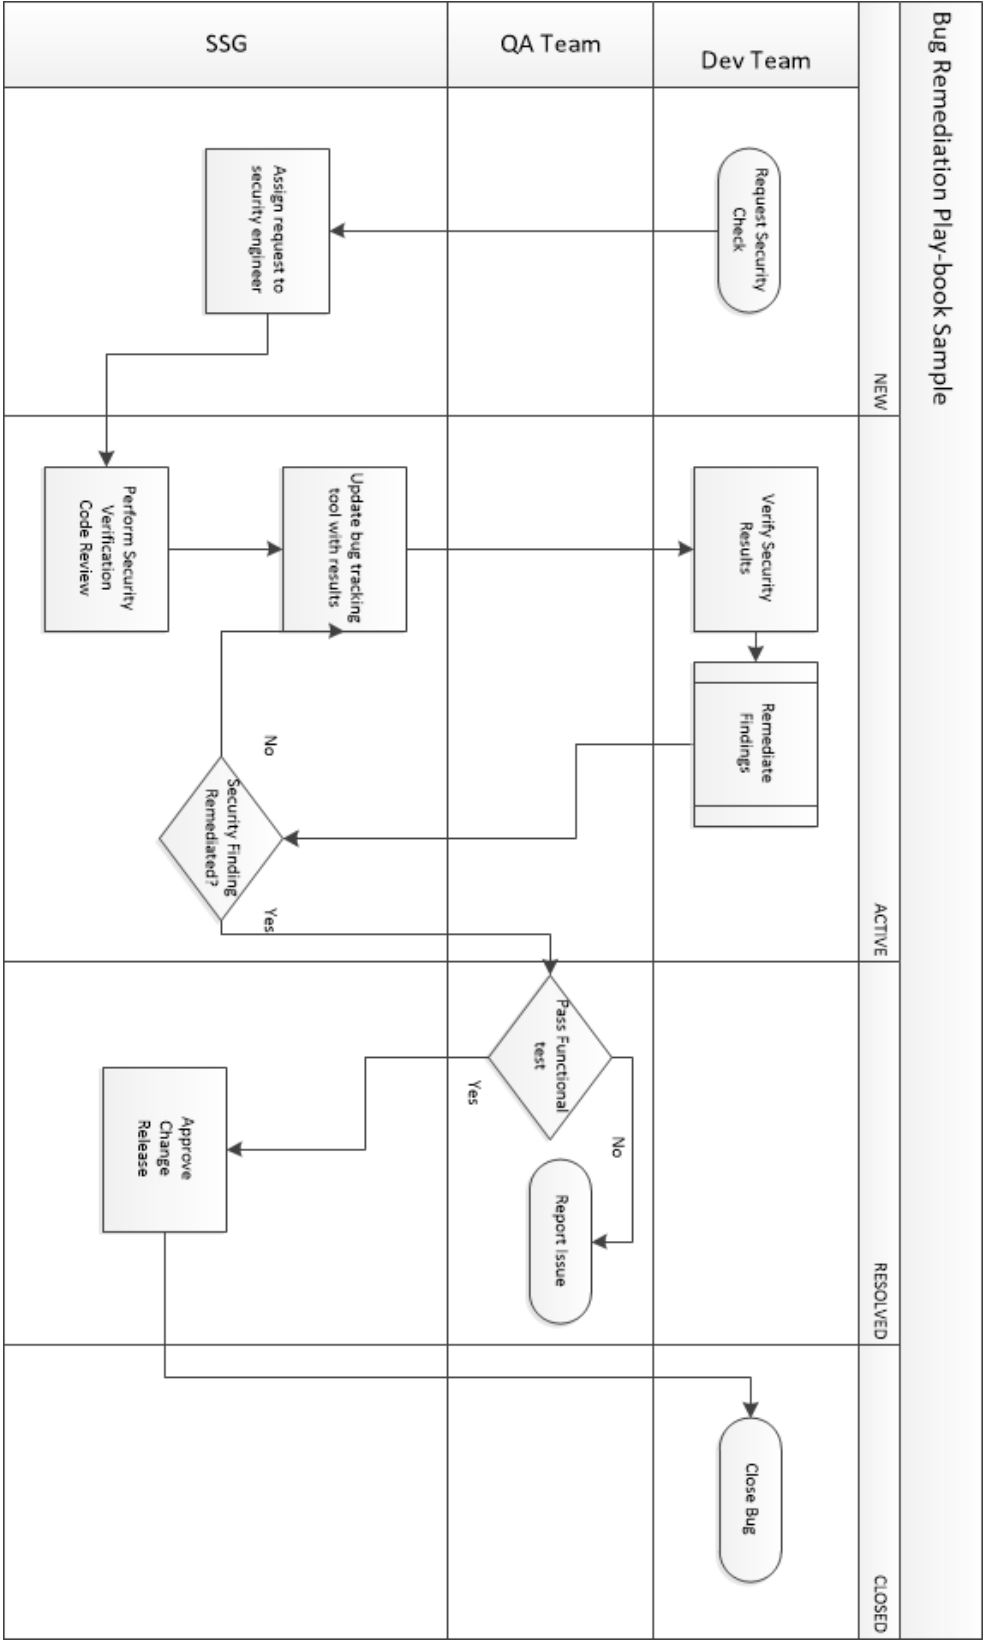 Bug Remediation Play-book Sample
NEW
ACTIVE
RESOLVED
CLOSED
Dev Team
Request Security
Check
Verify Security
Results
Remediate
Findings
Close Bug
QA Team
Pass Functional
test
No
Yes
Report Issue
SSG
Assign request to
security engineer
Update bug tracking
tool with results
Perform Security
Verification
Code Review
No
Security Finding
Remediated?
Yes
Approve
Change
Release